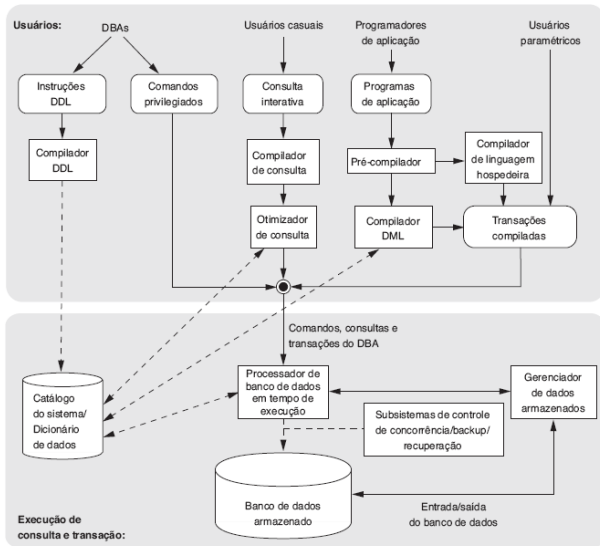 Usuários:
DBAs
Usuários casuais
Programadores
de aplicação
Usuários
paramétricos
Instruções
DDL
Comandos
privilegiados
Consulta
interativa
Programas
de aplicação
Compilador
DDL
Compilador
de consulta
Pré-compilador
Compilador
de linguagem
hospedeira
Otimizador
de consulta
Compilador
DML
Transações
compiladas
Comandos, consultas e
transações do DBA
Catálogo
do sistema/
Dicionário
de dados
Processador de
banco de dados
em tempo de
execução
Gerenciador
de dados
armazenados
Subsistemas de controle
de concorrência/backup/
recuperação
Banco de dados
armazenado
Entrada/saída
do banco de dados
Execução de
consulta e transação: